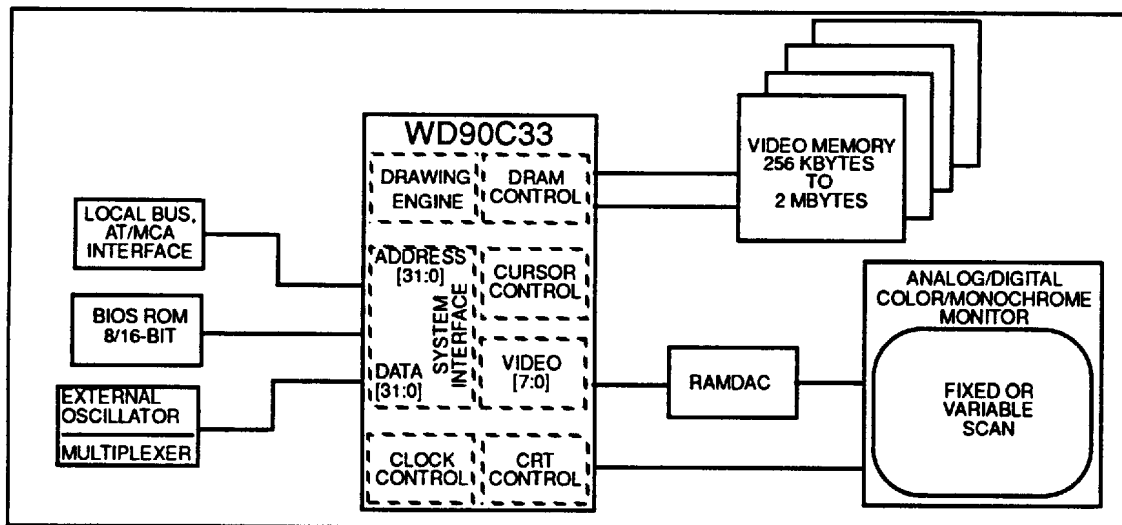 WD90C33
DRAWING
ENGINE
DRAM
CONTROL
ADDRESS
[31:0]
SYSTEM
INTERFACE
DATA
[31:0]
CURSOR
CONTROL
VIDEO
[7:0]
CLOCK
CONTROL
CRT
CONTROL
LOCAL BUS,
AT/MCA
INTERFACE
BIOS ROM
8/16-BIT
EXTERNAL
OSCILLATOR
MULTIPLEXER
VIDEO MEMORY
256 KBYTES
TO
2 MBYTES
RAMDAC
ANALOG/DIGITAL
COLOR/MONOCHROME
MONITOR
FIXED OR
VARIABLE
SCAN